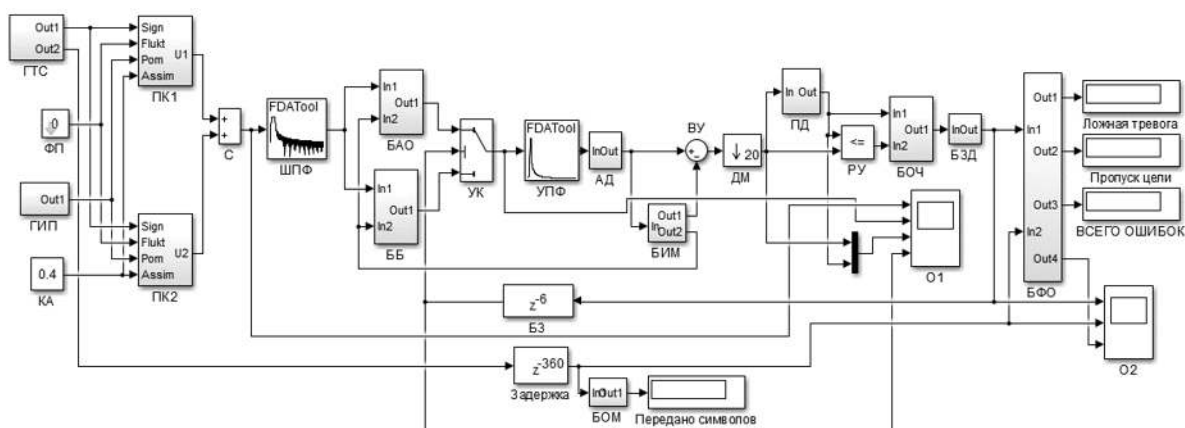 Out1
Out2
ГТС
0
ФП
Out1
ГИП
0.4
КА
Sign
Flukt
Pom
Assim
U1
ПК1
Sign
Flukt
Pom
Assim
U2
ПК2
+
+
С
FDATool
ШПФ
In1
In2
Out1
БАО
In1
In2
Out1
ББ
УК
FDATool
УПФ
InOut
АД
In
Out1
Out2
БИМ
ВУ
+
−
↓ 20
ДМ
In Out
ПД
<=
РУ
In1
In2
Out1
БОЧ
InOut
БЗД
О1
z-6
БЗ
z-360
Задержка
БОМ
Передано символов
In1
In2
Out1
Out2
Out3
Out4
БФО
Ложная тревога
Пропуск цели
ВСЕГО ОШИБОК
О2